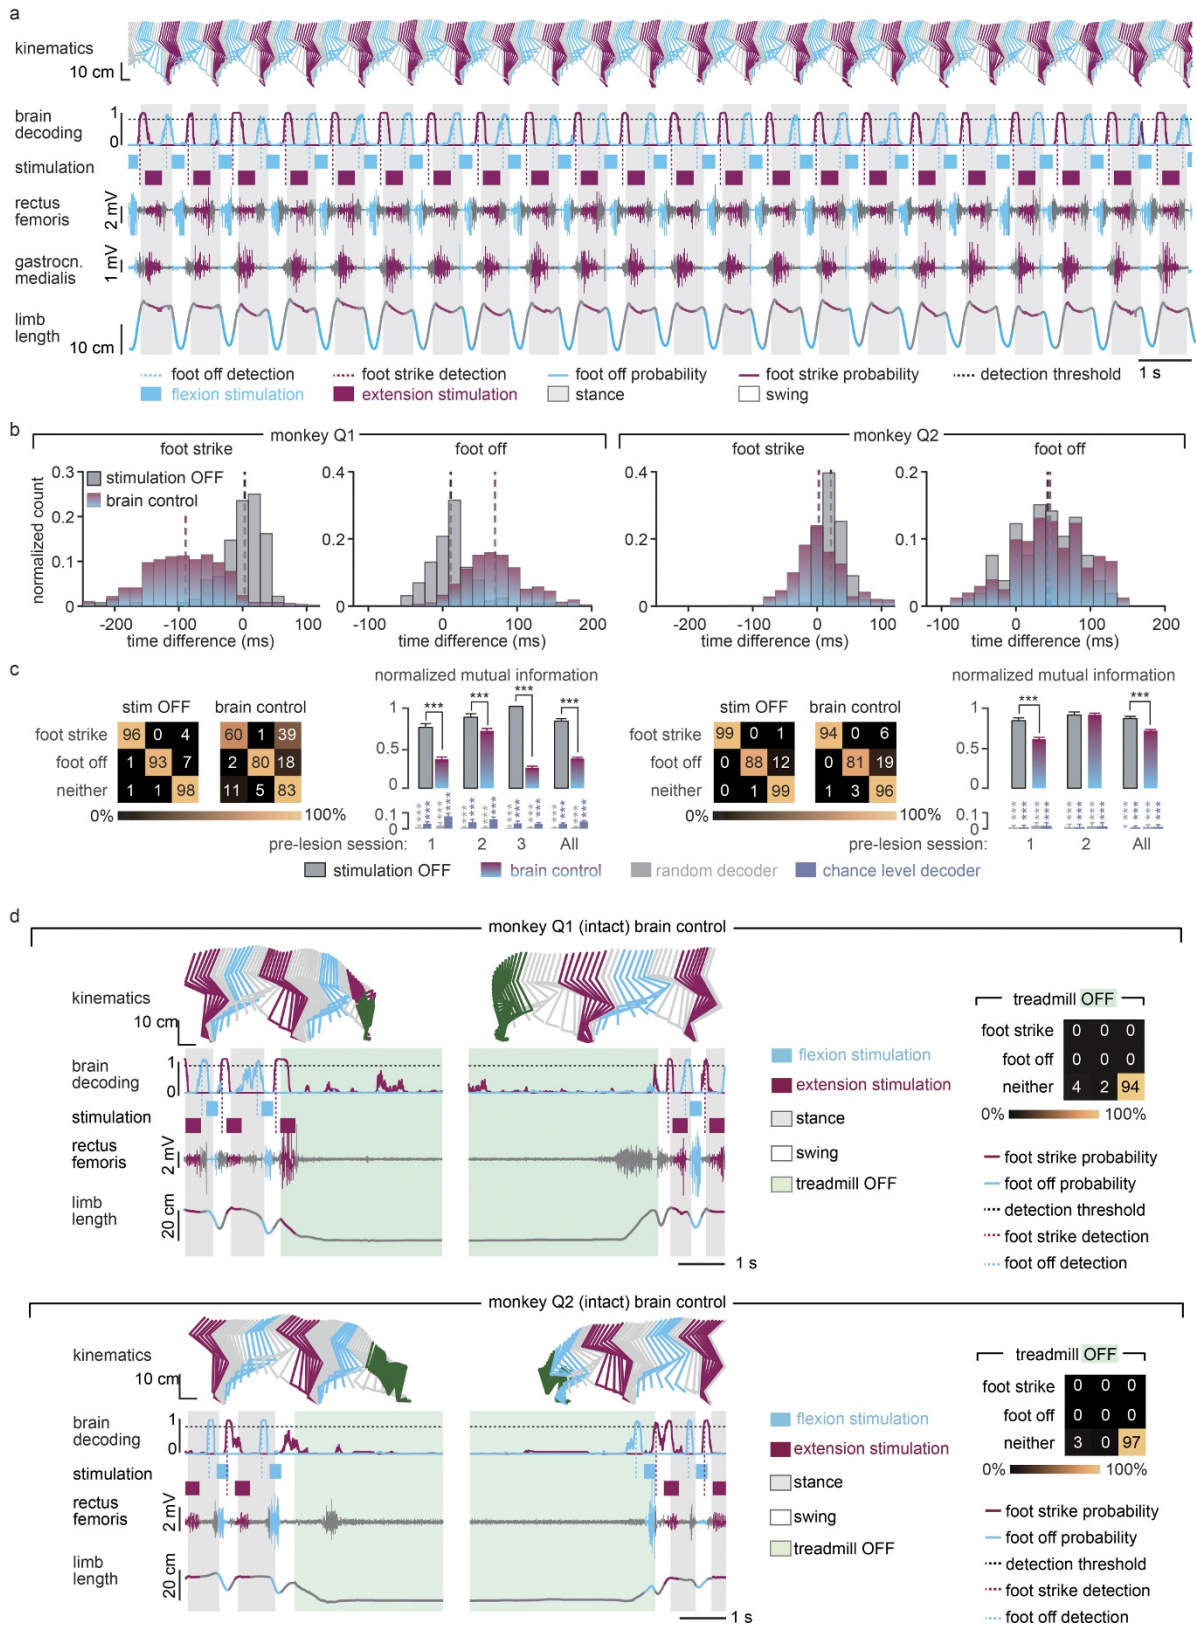 a
kinematics
10 cm
brain decoding
1
0
stimulation
rectus femoris
2 mV
gastrocn. medialis
1 mV
limb length
10 cm
foot off detection
foot strike detection
foot off probability
foot strike probability
detection threshold
1 s
flexion stimulation
extension stimulation
stance
swing
b
monkey Q1
monkey Q2
foot strike
foot off
foot strike
foot off
normalized count
stimulation OFF
brain control
0.3
0.2
0.1
0
-200 -100 0 100
time difference (ms)
0.4
0.2
0
-100 0 100 200
time difference (ms)
0.4
0.2
0
-200 -100 0 100
time difference (ms)
0.2
0.1
0
-100 0 100 200
time difference (ms)
c
stim OFF
brain control
foot strike
foot off
neither
96 0 4
1 93 7
1 1 98
60 1 39
2 80 18
11 5 83
0%
100%
normalized mutual information
1
0.5
0
0.1
0
*** *** *** ***
pre-lesion session: 1 2 3 All
stim OFF
brain control
foot strike
foot off
neither
99 0 1
0 88 12
0 1 99
94 0 6
0 81 19
1 3 96
0%
100%
normalized mutual information
1
0.5
0
0.1
0
*** ***
pre-lesion session: 1 2 All
stimulation OFF
brain control
random decoder
chance level decoder
d
monkey Q1 (intact) brain control
kinematics
10 cm
brain decoding
1
0
stimulation
rectus femoris
2 mV
limb length
20 cm
1 s
flexion stimulation
extension stimulation
stance
swing
treadmill OFF
treadmill OFF
foot strike 0 0 0
foot off 0 0 0
neither 4 2 94
0%
100%
foot strike probability
foot off probability
detection threshold
foot strike detection
foot off detection
monkey Q2 (intact) brain control
kinematics
10 cm
brain decoding
1
0
stimulation
rectus femoris
2 mV
limb length
20 cm
1 s
flexion stimulation
extension stimulation
stance
swing
treadmill OFF
treadmill OFF
foot strike 0 0 0
foot off 0 0 0
neither 3 0 97
0%
100%
foot strike probability
foot off probability
detection threshold
foot strike detection
foot off detection